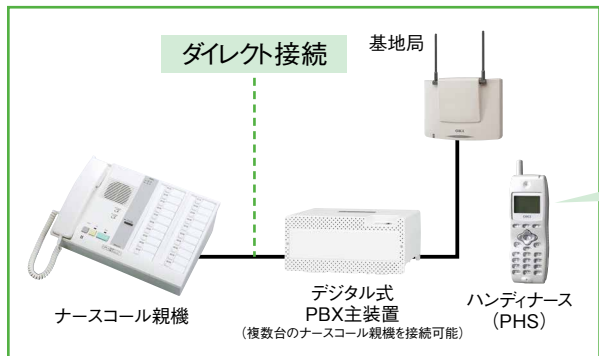 ダイレクト接続
基地局
ナースコール親機
デジタル式
PBX主装置
(複数台のナースコール親機を接続可能)
ハンディナース
(PHS)